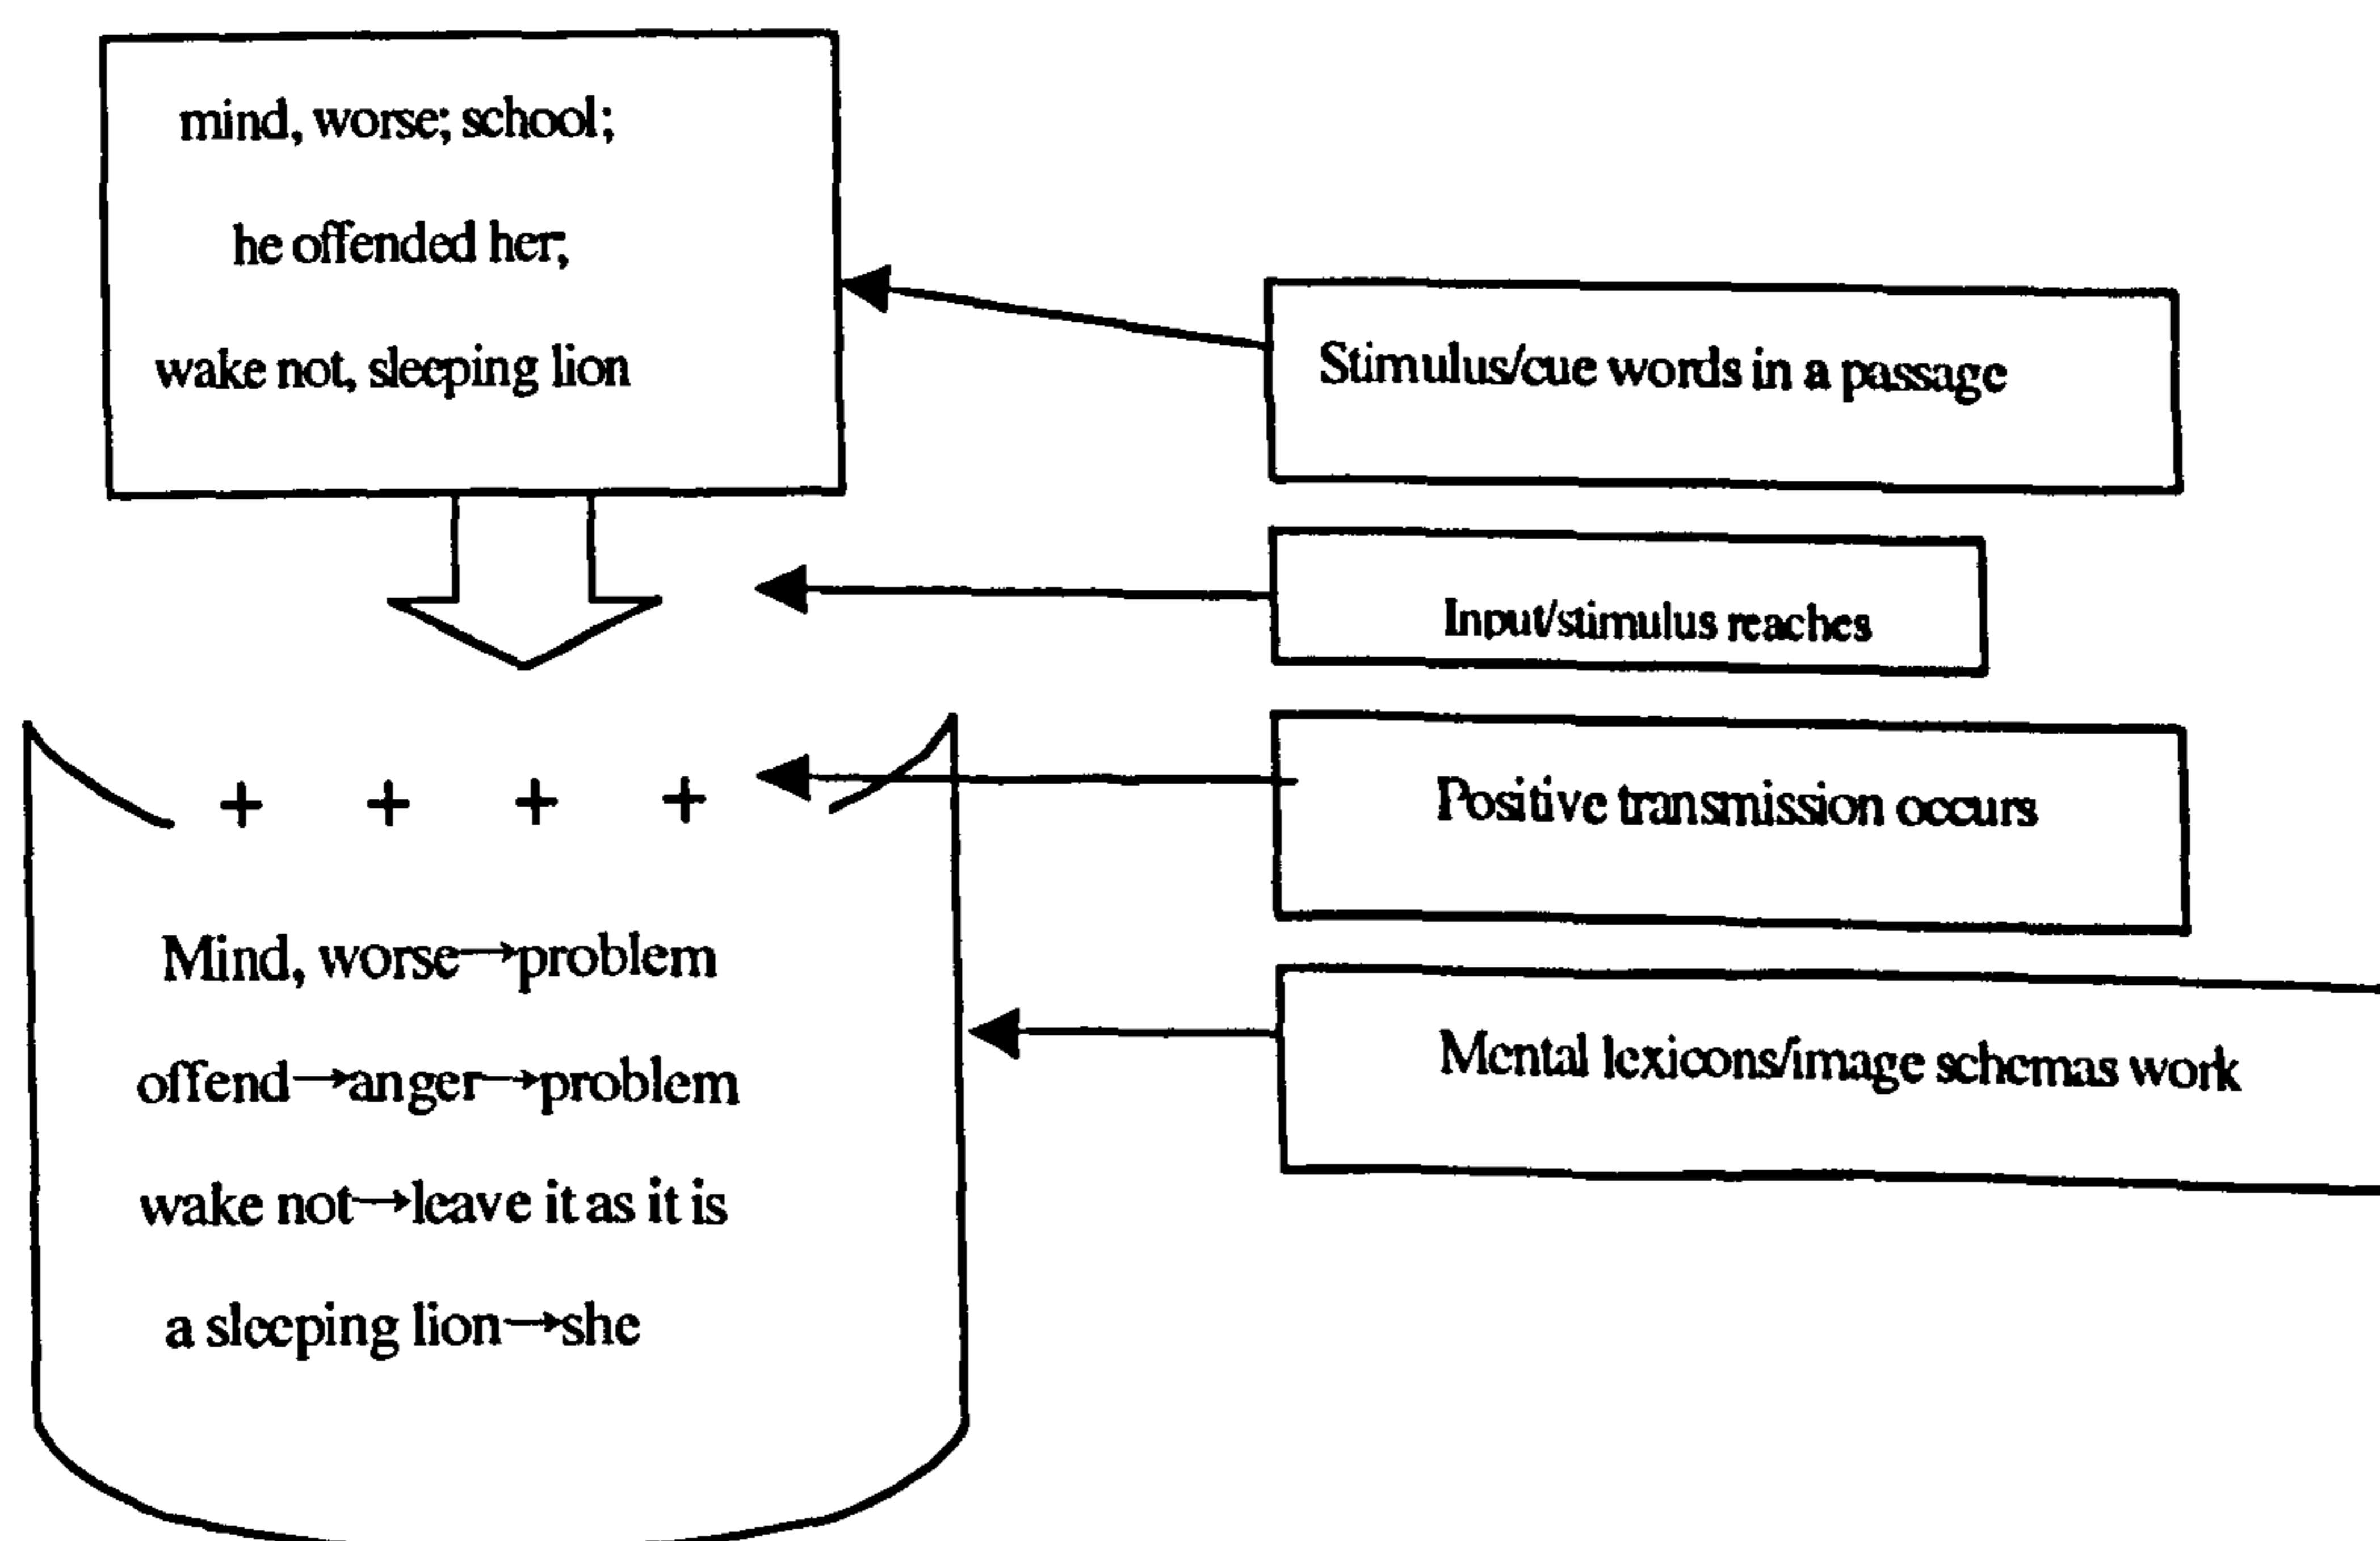 mind, worse; school;
he offended her;
wake not, sleeping lion
Stimulus/cue words in a passage
Input/stimulus reaches
Positive transmission occurs
+ + + +
Mind, worse→problem
offend→anger→problem
wake not→leave it as it is
a sleeping lion→she
Mental lexicons/image schemas work